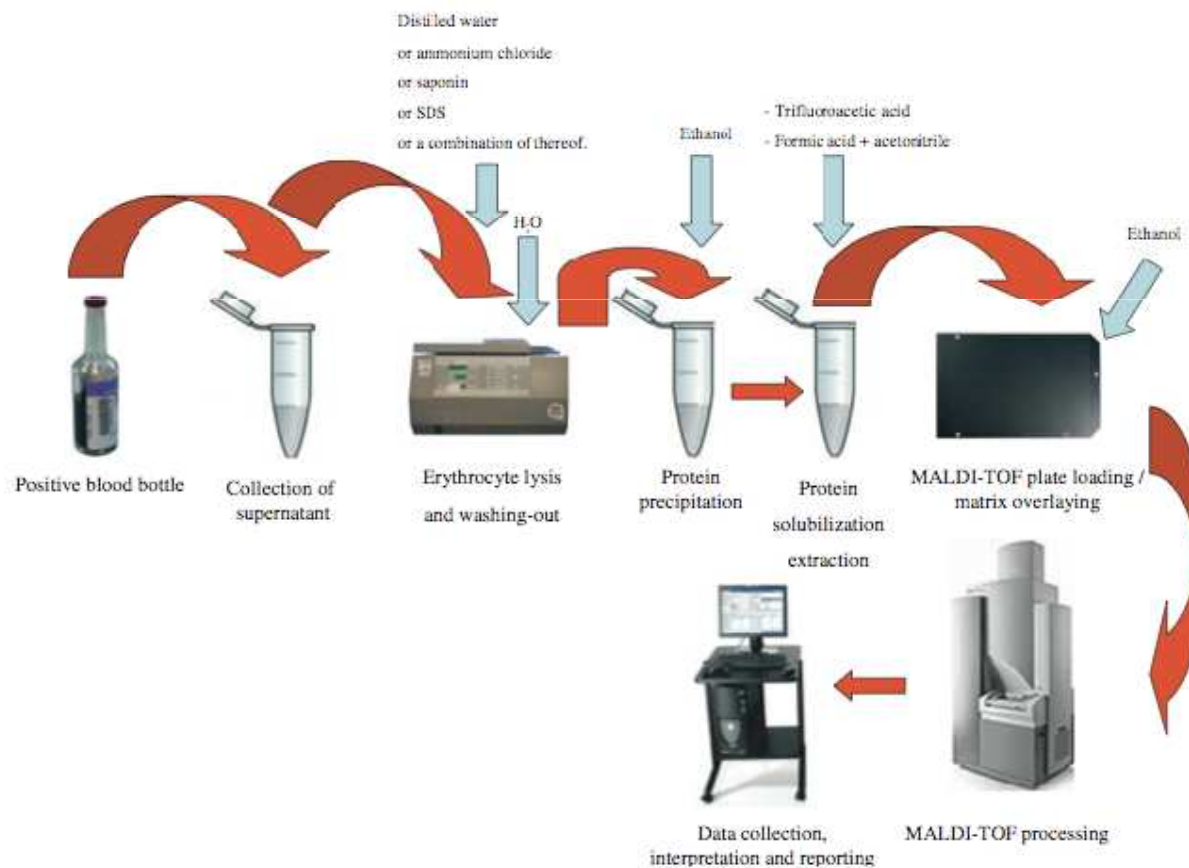 Distilled water
or ammonium chloride
or saponin
or SDS
or a combination of thereof.
H2O
Ethanol
- Trifluoroacetic acid
- Formic acid + acetonitrile
Ethanol
Positive blood bottle
Collection of
supernatant
Erythrocyte lysis
and washing-out
Protein
precipitation
Protein
solubilization
extraction
MALDI-TOF plate loading /
matrix overlaying
Data collection,
interpretation and reporting
MALDI-TOF processing